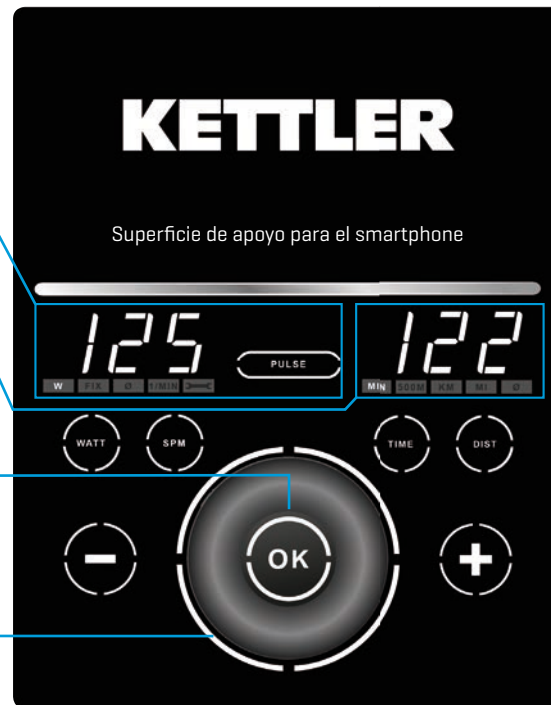 KETTLER
Superficie de apoyo para el smartphone
125 PULSE 122
W FIX Ø 1/MIN MIN 500M KM MI Ø
WATT SPM TIME DIST
− OK +